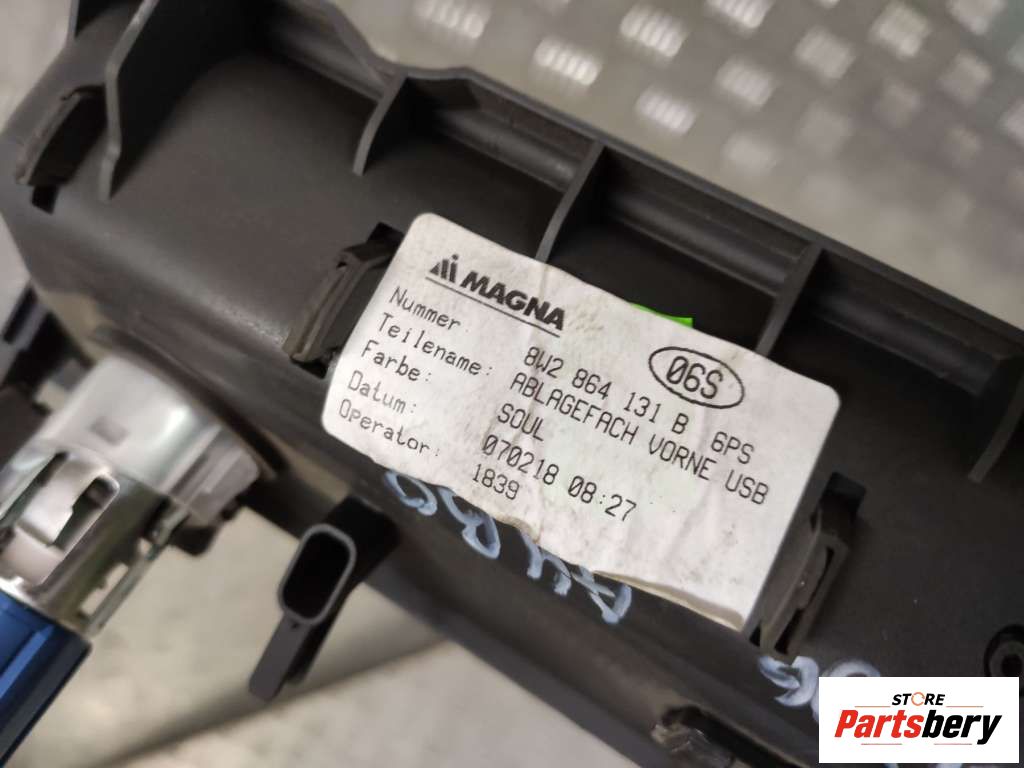 MAGNA
06S
Nummer: 8W2 864 131 B 6PS
Teilename: ABLAGEFACH VORNE USB
Farbe: SOUL
Datum: 070218 08:27
Operator: 1839
STORE
Partsbery